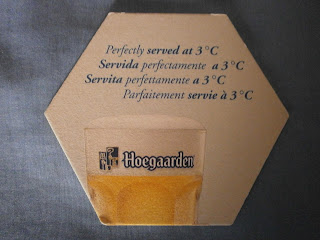 Perfectly served at 3°C
Servida perfectamente a 3°C
Servita perfettamente a 3°C
Parfaitement servie à 3°C
Hoegaarden